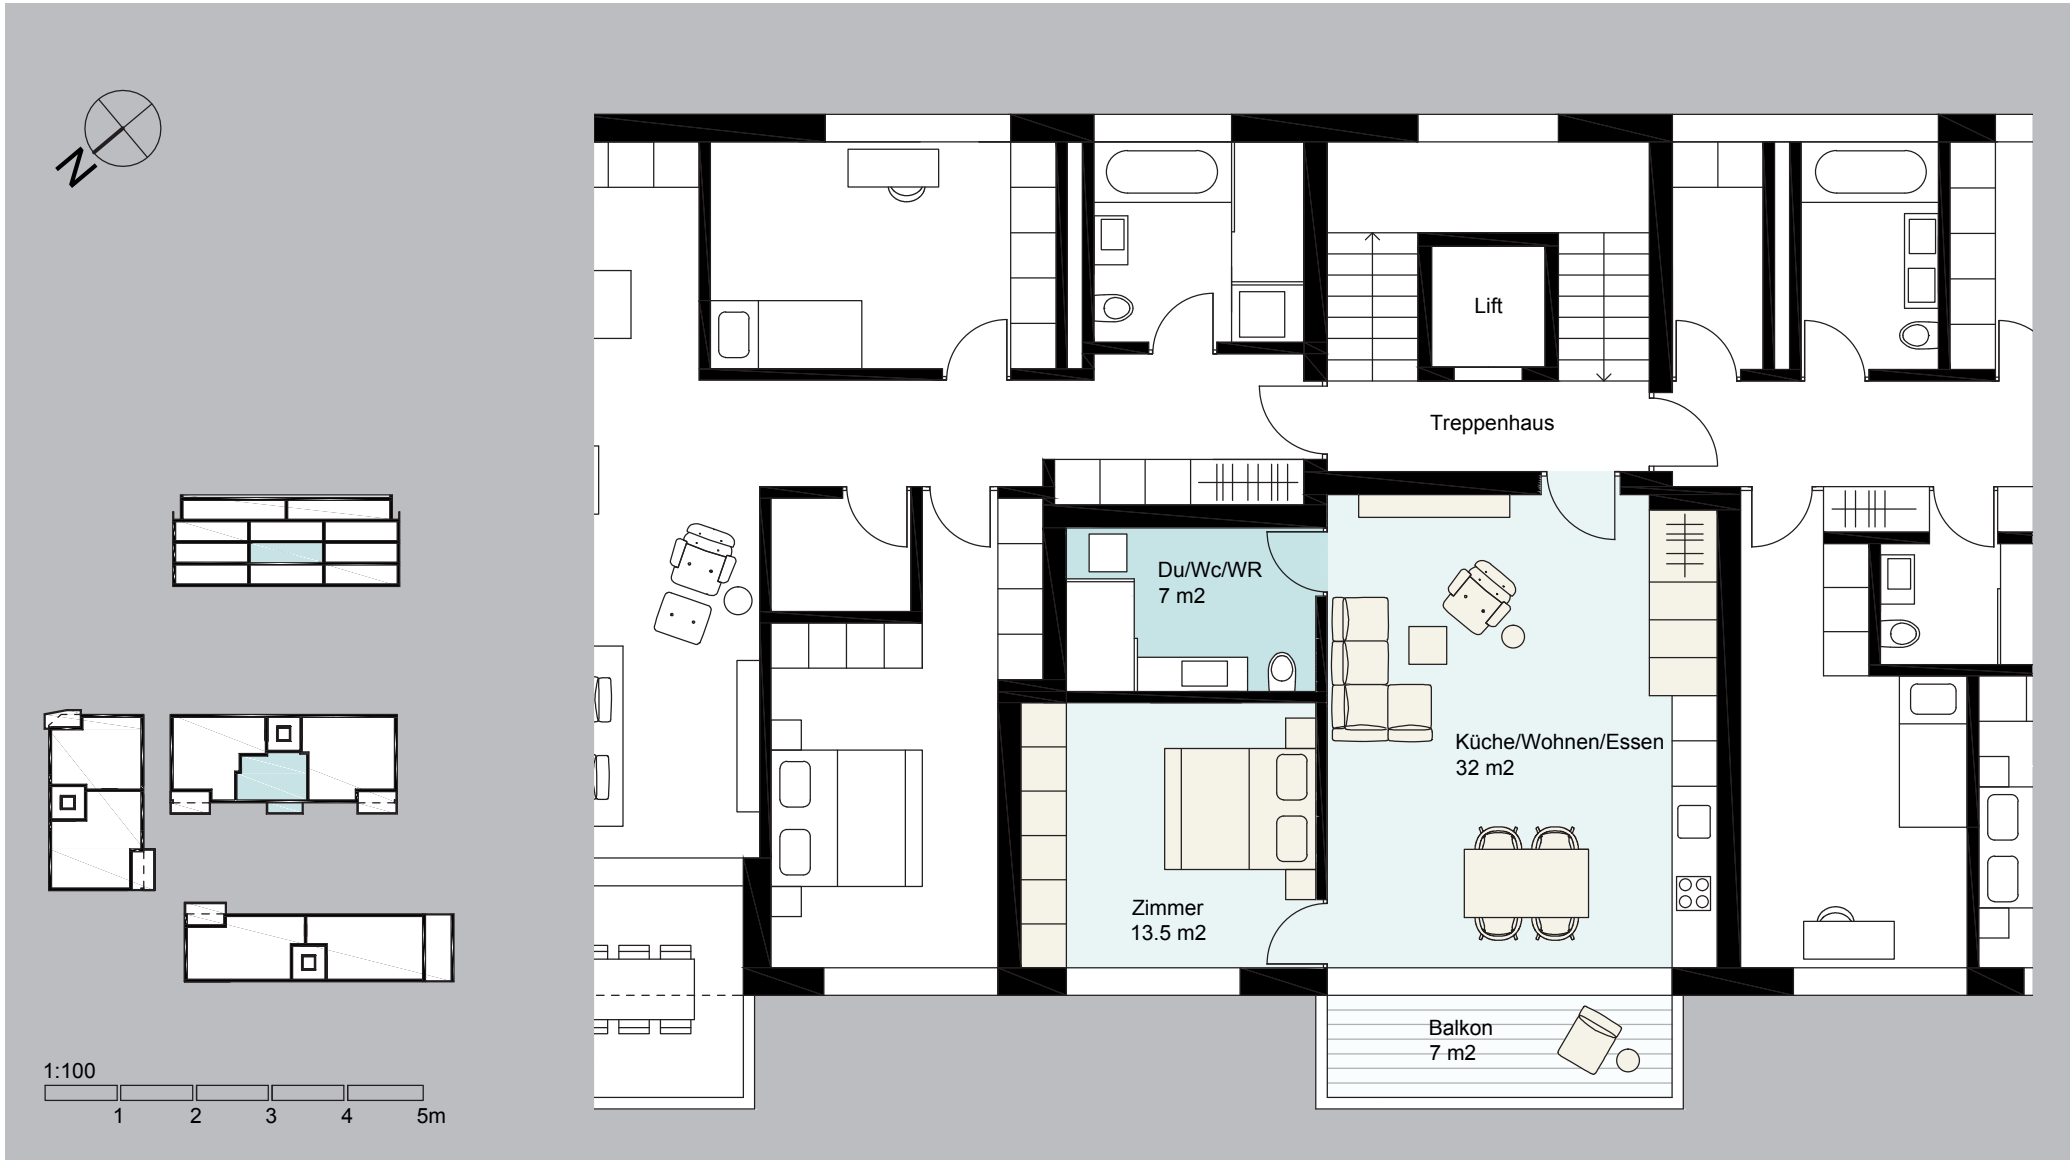 N
Lift
Treppenhaus
Du/Wc/WR
7 m2
Küche/Wohnen/Essen
32 m2
Zimmer
13.5 m2
Balkon
7 m2
1:100
1 2 3 4 5m